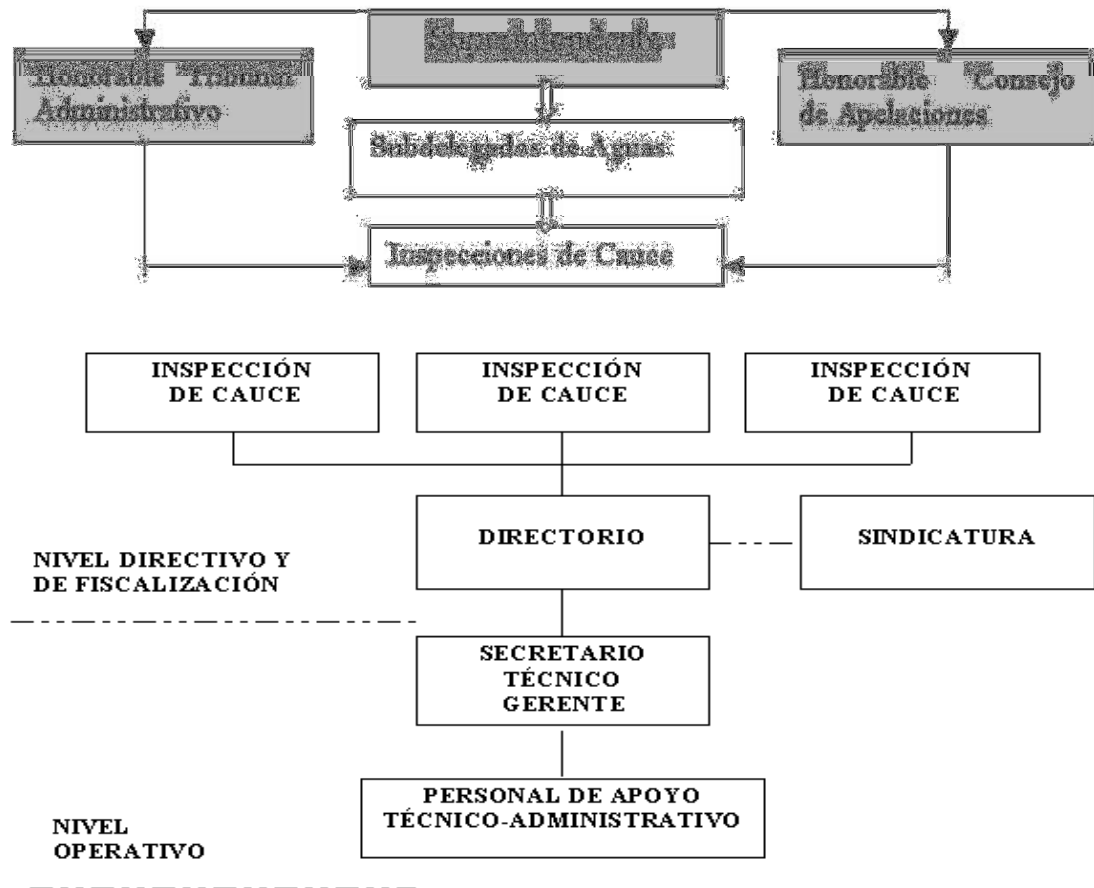 Honorable Tribunal
Administrativo
Honorable Consejo
de Apelaciones
Subdelegados de Aguas
Inspecciones de Cauce
INSPECCIÓN
DE CAUCE
INSPECCIÓN
DE CAUCE
INSPECCIÓN
DE CAUCE
DIRECTORIO
SINDICATURA
NIVEL DIRECTIVO Y
DE FISCALIZACIÓN
SECRETARIO
TÉCNICO
GERENTE
PERSONAL DE APOYO
TÉCNICO-ADMINISTRATIVO
NIVEL
OPERATIVO